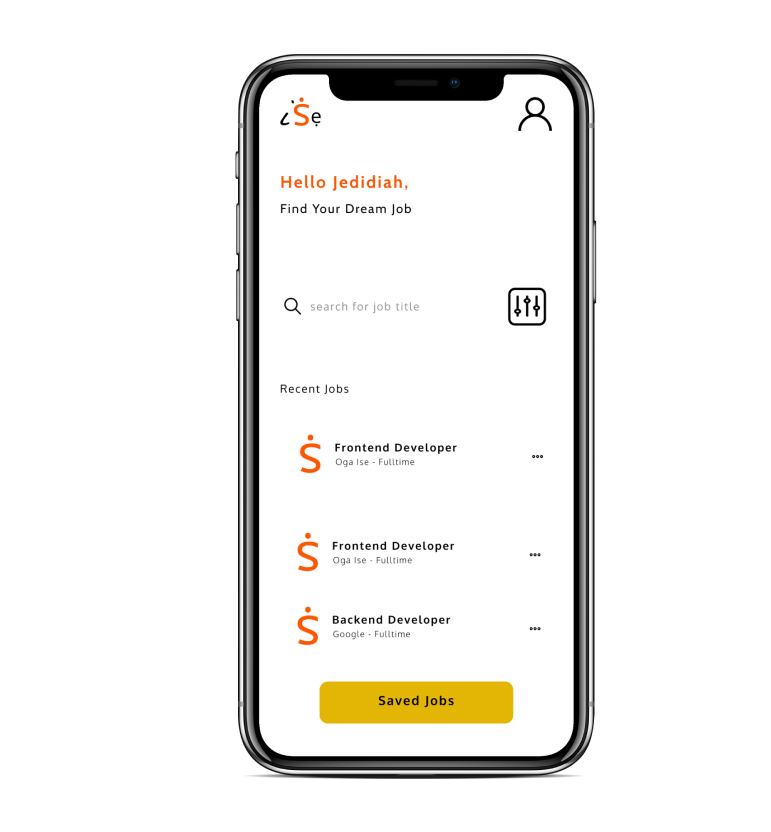 iṠẹ
Hello Jedidiah,
Find Your Dream Job
search for job title
Recent Jobs
Ṡ
Frontend Developer
Oga Ise - Fulltime
Ṡ
Frontend Developer
Oga Ise - Fulltime
Ṡ
Backend Developer
Google - Fulltime
Saved Jobs